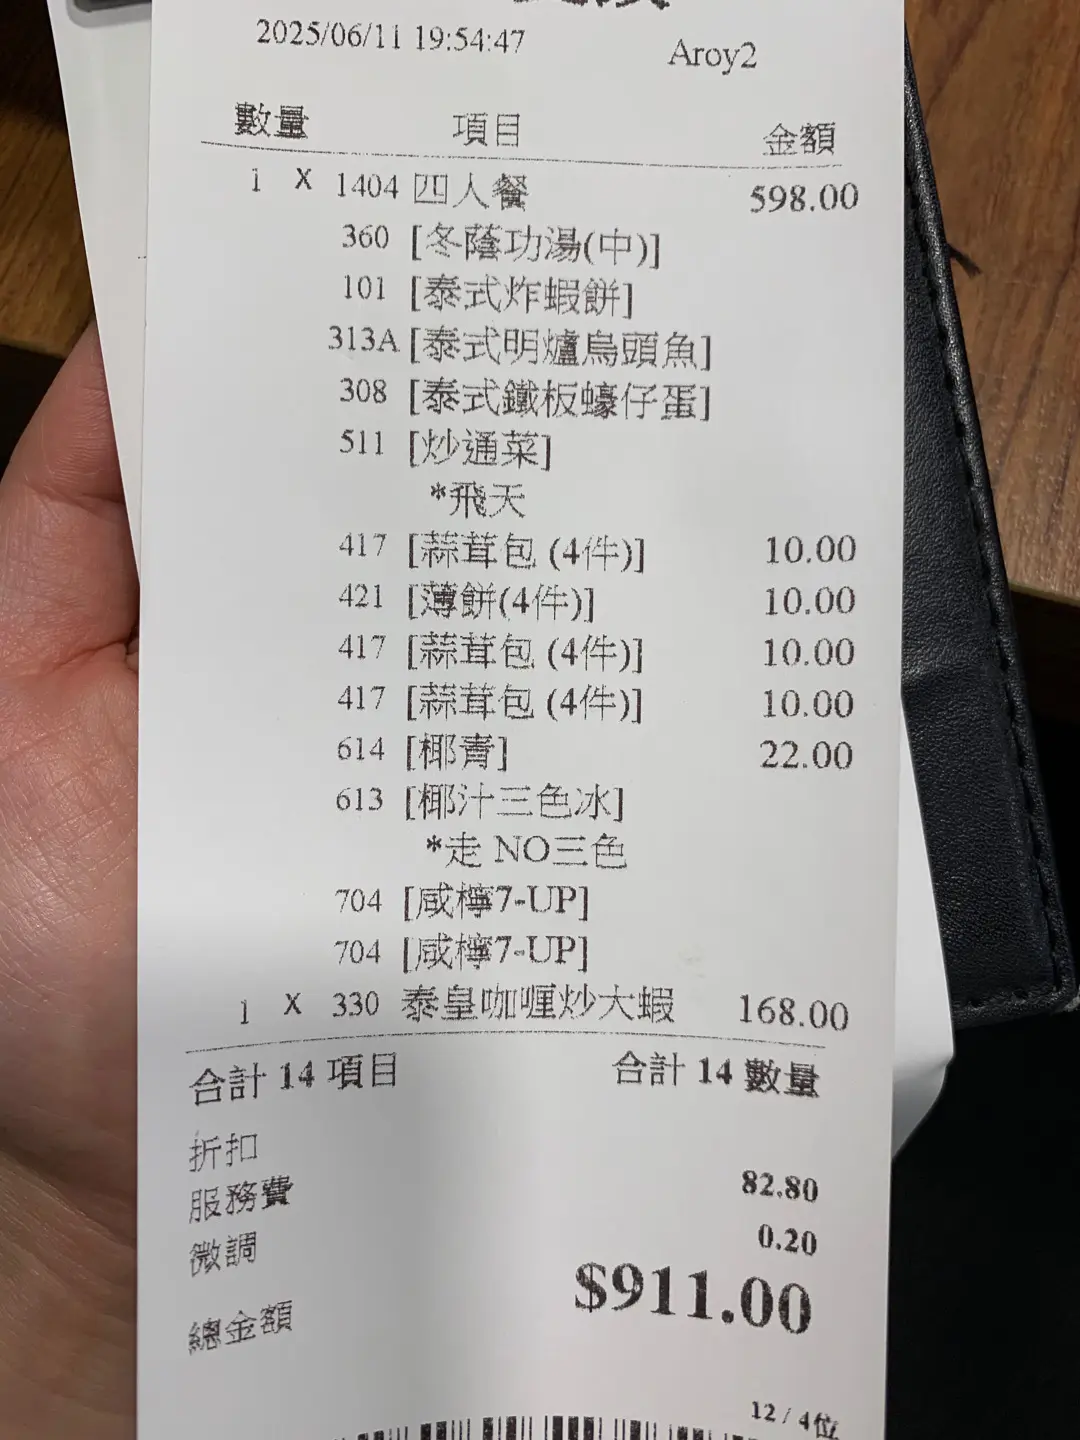 2025/06/11 19:54:47 Aroy2
數量 項目 金額
1 X 1404 四人餐 598.00
360 [冬蔭功湯(中)]
101 [泰式炸蝦餅]
313A [泰式明爐烏頭魚]
308 [泰式鐵板蠔仔蛋]
511 [炒通菜]
*飛天
417 [蒜茸包 (4件)] 10.00
421 [薄餅(4件)] 10.00
417 [蒜茸包 (4件)] 10.00
417 [蒜茸包 (4件)] 10.00
614 [椰青] 22.00
613 [椰汁三色冰]
*走 NO三色
704 [咸檸7-UP]
704 [咸檸7-UP]
1 X 330 泰皇咖喱炒大蝦 168.00
合計 14 項目 合計 14 數量
折扣
服務費 82.80
微調 0.20
總金額 $911.00
12 / 4位